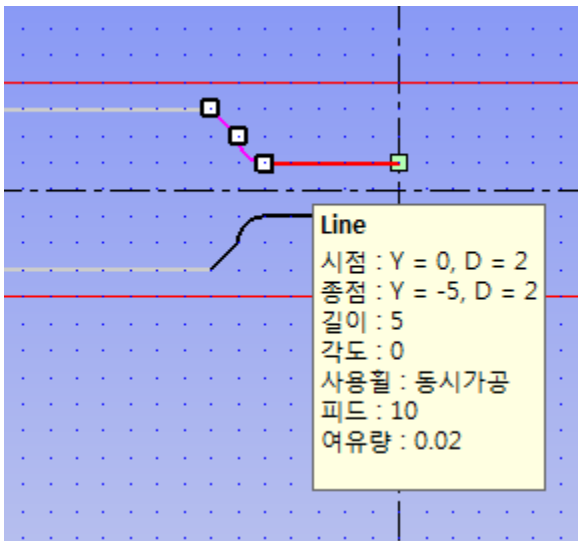 Line
시점 : Y = 0, D = 2
종점 : Y = -5, D = 2
길이 : 5
각도 : 0
사용휠 : 동시가공
피드 : 10
여유량 : 0.02